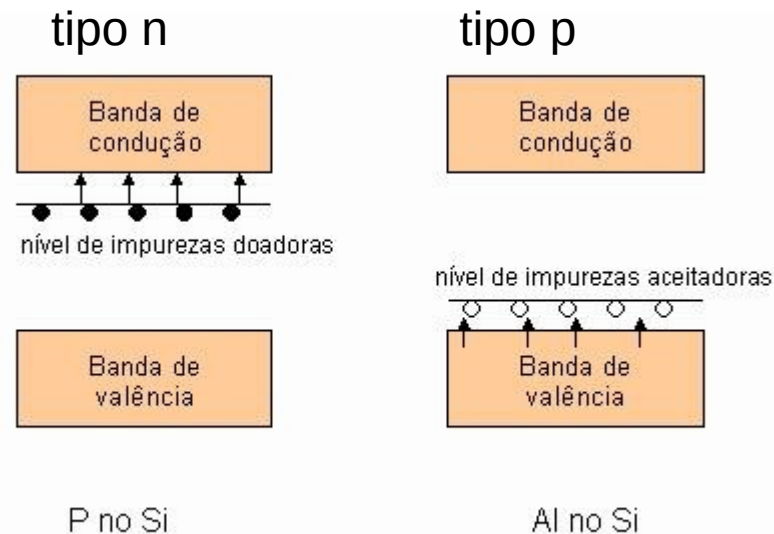 tipo n
tipo p
Banda de
condução
Banda de
condução
nível de impurezas doadoras
nível de impurezas aceitadoras
Banda de
valência
Banda de
valência
P no Si
Al no Si